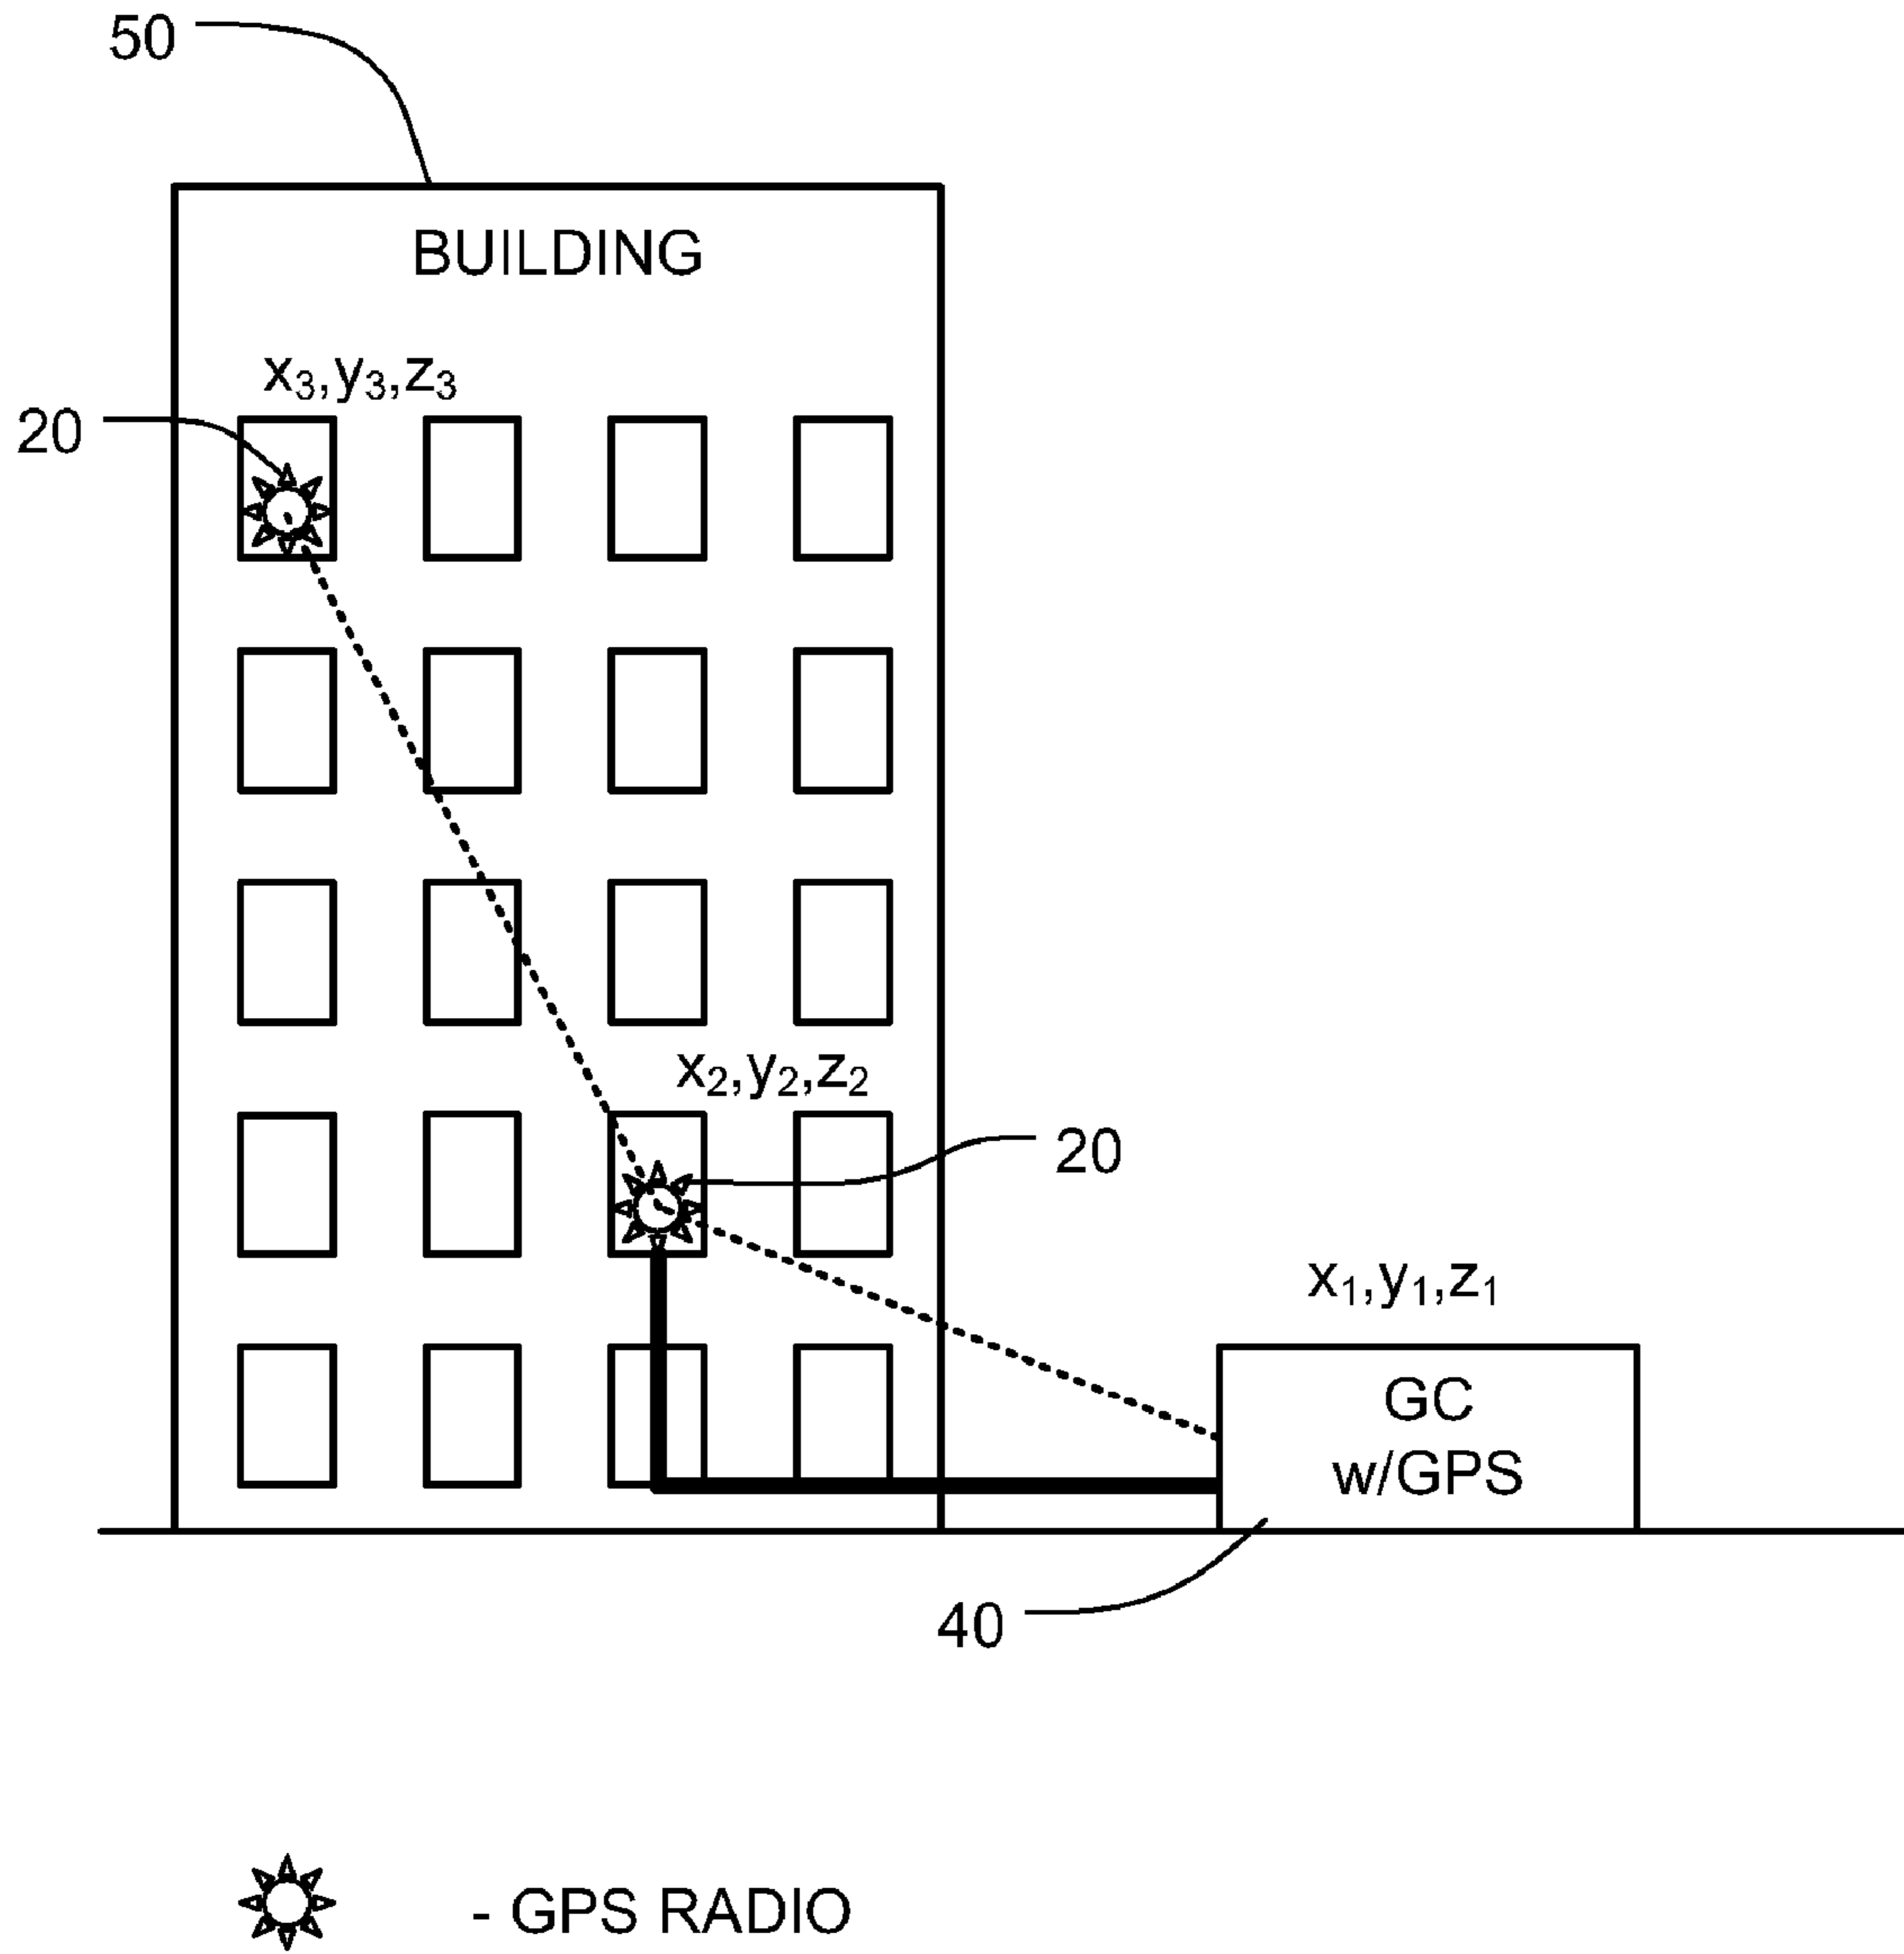 50
BUILDING
x₃,y₃,z₃
20
x₂,y₂,z₂
20
x₁,y₁,z₁
GC
w/GPS
40
- GPS RADIO